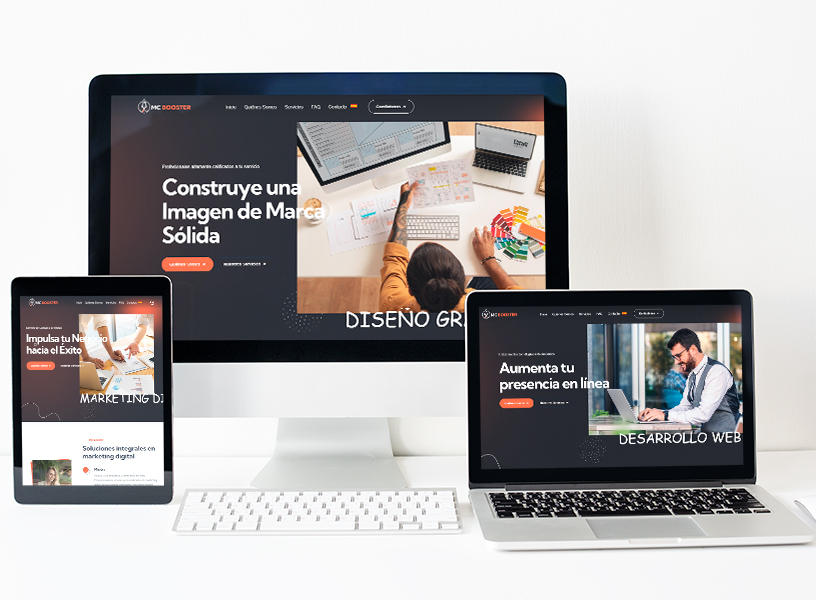 MC BOOSTER
Inicio Quiénes Somos Servicios FAQ Contacto
Contáctanos
Profesionales altamente calificados a tu servicio
Construye una
Imagen de Marca
Sólida
Quiénes Somos
Nuestros Servicios
DISEÑO GRÁ
MC BOOSTER
Inicio Quiénes Somos Servicios FAQ Contacto
Impulsa tu Negocio
hacia el Éxito
MARKETING DI
Soluciones integrales en
marketing digital
MC BOOSTER
Inicio Quiénes Somos Servicios FAQ Contacto
Aumenta tu
presencia en línea
DESARROLLO WEB